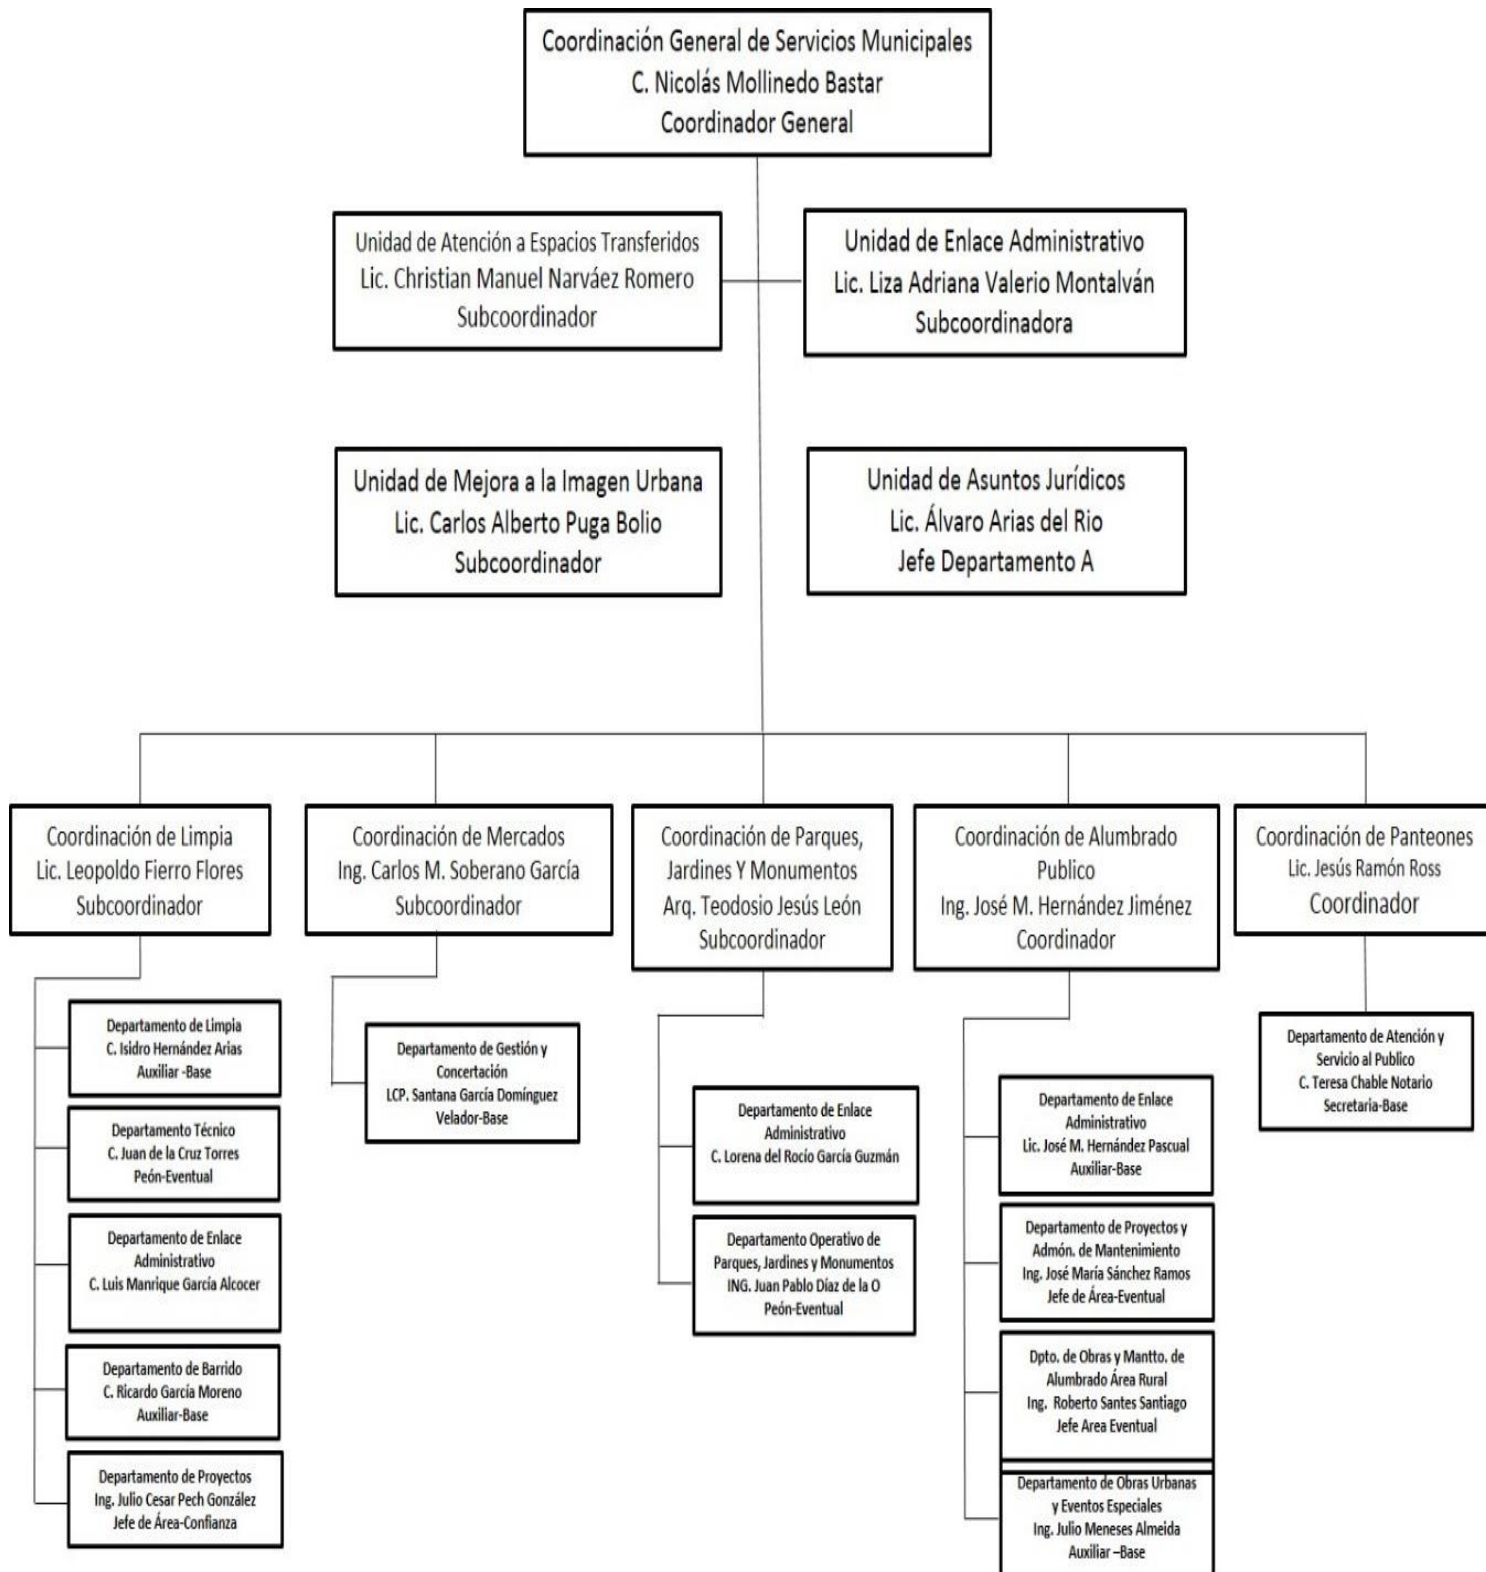 Coordinación General de Servicios Municipales
C. Nicolás Mollinedo Bastar
Coordinador General
Unidad de Atención a Espacios Transferidos
Lic. Christian Manuel Narváez Romero
Subcoordinador
Unidad de Enlace Administrativo
Lic. Liza Adriana Valerio Montalván
Subcoordinadora
Unidad de Mejora a la Imagen Urbana
Lic. Carlos Alberto Puga Bolio
Subcoordinador
Unidad de Asuntos Jurídicos
Lic. Álvaro Arias del Rio
Jefe Departamento A
Coordinación de Limpia
Lic. Leopoldo Fierro Flores
Subcoordinador
Coordinación de Mercados
Ing. Carlos M. Soberano García
Subcoordinador
Coordinación de Parques,
Jardines Y Monumentos
Arq. Teodosio Jesús León
Subcoordinador
Coordinación de Alumbrado
Publico
Ing. José M. Hernández Jiménez
Coordinador
Coordinación de Panteones
Lic. Jesús Ramón Ross
Coordinador
Departamento de Limpia
C. Isidro Hernández Arias
Auxiliar -Base
Departamento Técnico
C. Juan de la Cruz Torres
Peón-Eventual
Departamento de Enlace
Administrativo
C. Luis Manrique García Alcocer
Departamento de Barrido
C. Ricardo García Moreno
Auxiliar-Base
Departamento de Proyectos
Ing. Julio Cesar Pech González
Jefe de Área-Confianza
Departamento de Gestión y
Concertación
LCP. Santana García Domínguez
Velador-Base
Departamento de Enlace
Administrativo
C. Lorena del Rocío García Guzmán
Departamento Operativo de
Parques, Jardines y Monumentos
ING. Juan Pablo Díaz de la O
Peón-Eventual
Departamento de Enlace
Administrativo
Lic. José M. Hernández Pascual
Auxiliar-Base
Departamento de Proyectos y
Admón. de Mantenimiento
Ing. José María Sánchez Ramos
Jefe de Área-Eventual
Dpto. de Obras y Mantto. de
Alumbrado Área Rural
Ing. Roberto Santes Santiago
Jefe Area Eventual
Departamento de Obras Urbanas
y Eventos Especiales
Ing. Julio Meneses Almeida
Auxiliar –Base
Departamento de Atención y
Servicio al Publico
C. Teresa Chable Notario
Secretaria-Base